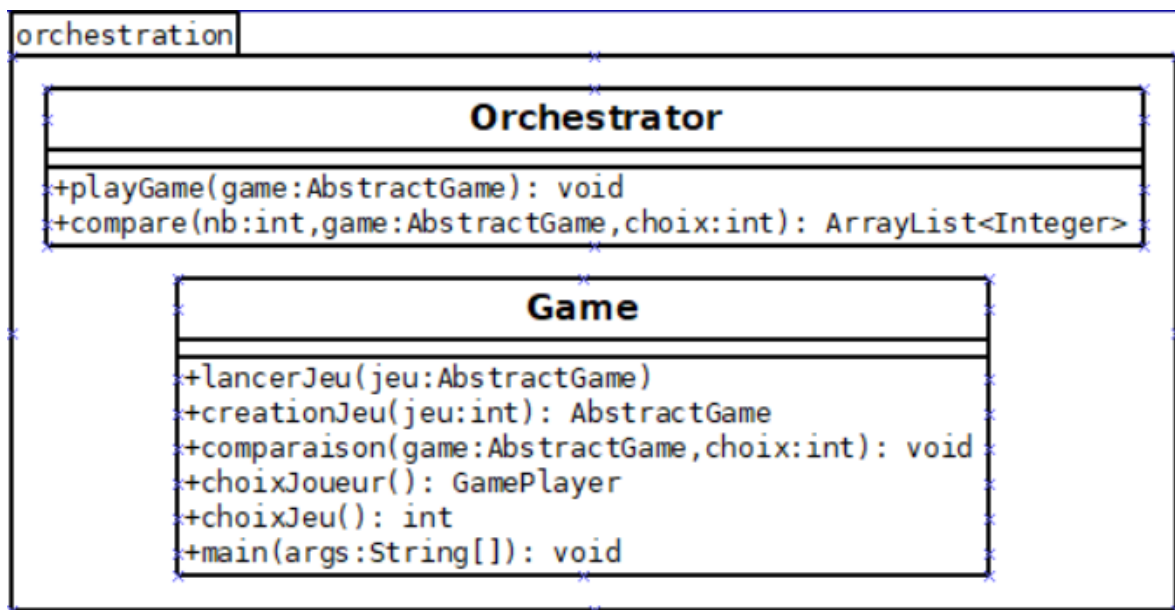 orchestration
Orchestrator
+playGame(game:AbstractGame): void
+compare(nb:int,game:AbstractGame,choix:int): ArrayList<Integer>
Game
+lancerJeu(jeu:AbstractGame)
+creationJeu(jeu:int): AbstractGame
+comparaison(game:AbstractGame,choix:int): void
+choixJoueur(): GamePlayer
+choixJeu(): int
+main(args:String[]): void